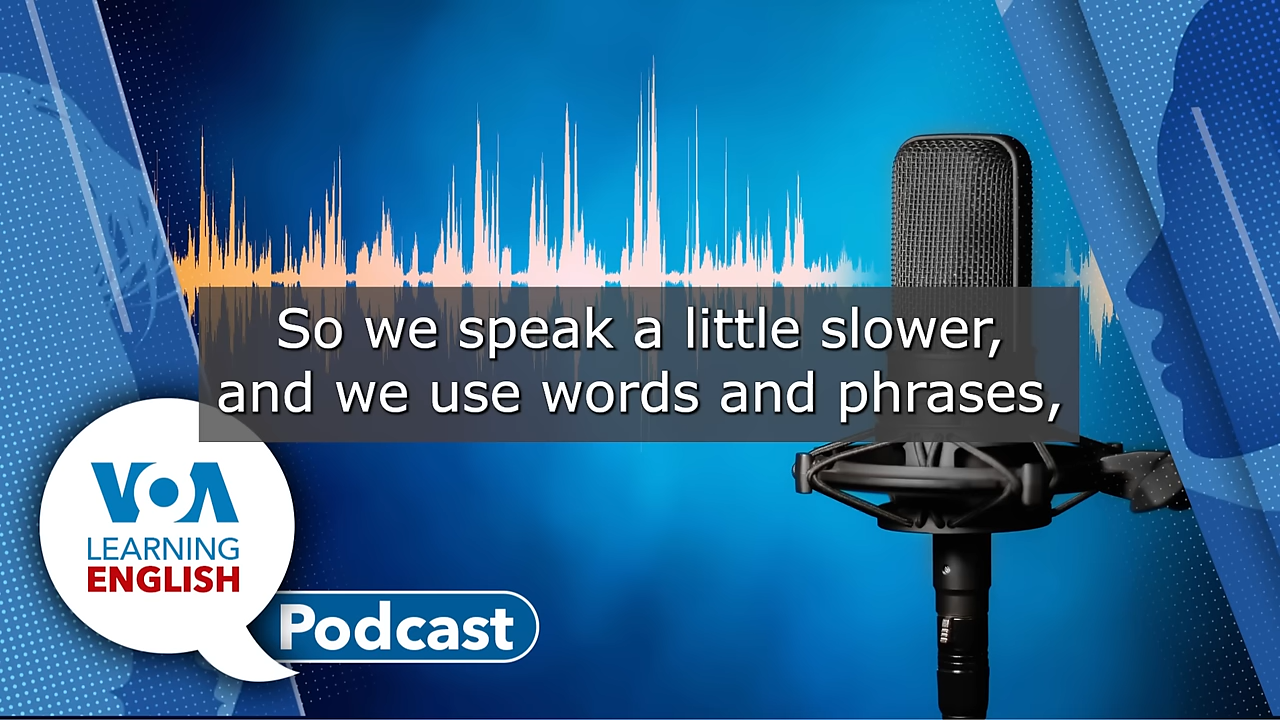 So we speak a little slower,
and we use words and phrases,
VOA
LEARNING
ENGLISH
Podcast